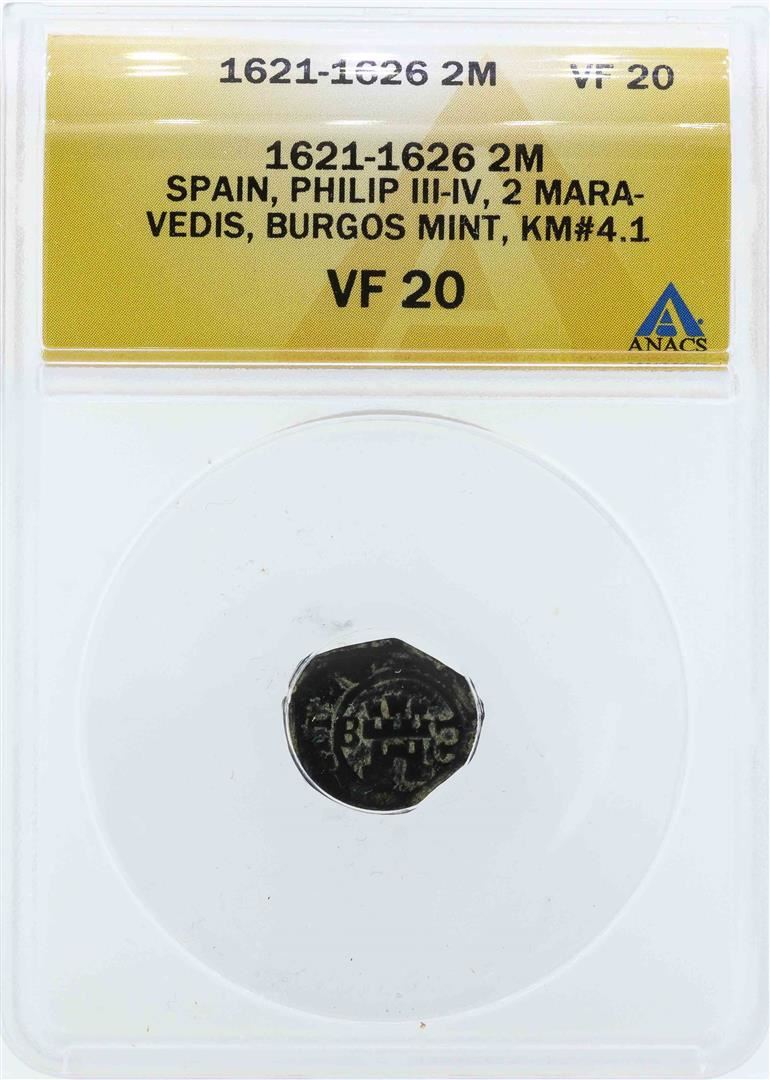 1621-1626 2M VF 20
1621-1626 2M
SPAIN, PHILIP III-IV, 2 MARA-
VEDIS, BURGOS MINT, KM#4.1
VF 20
ANACS
B